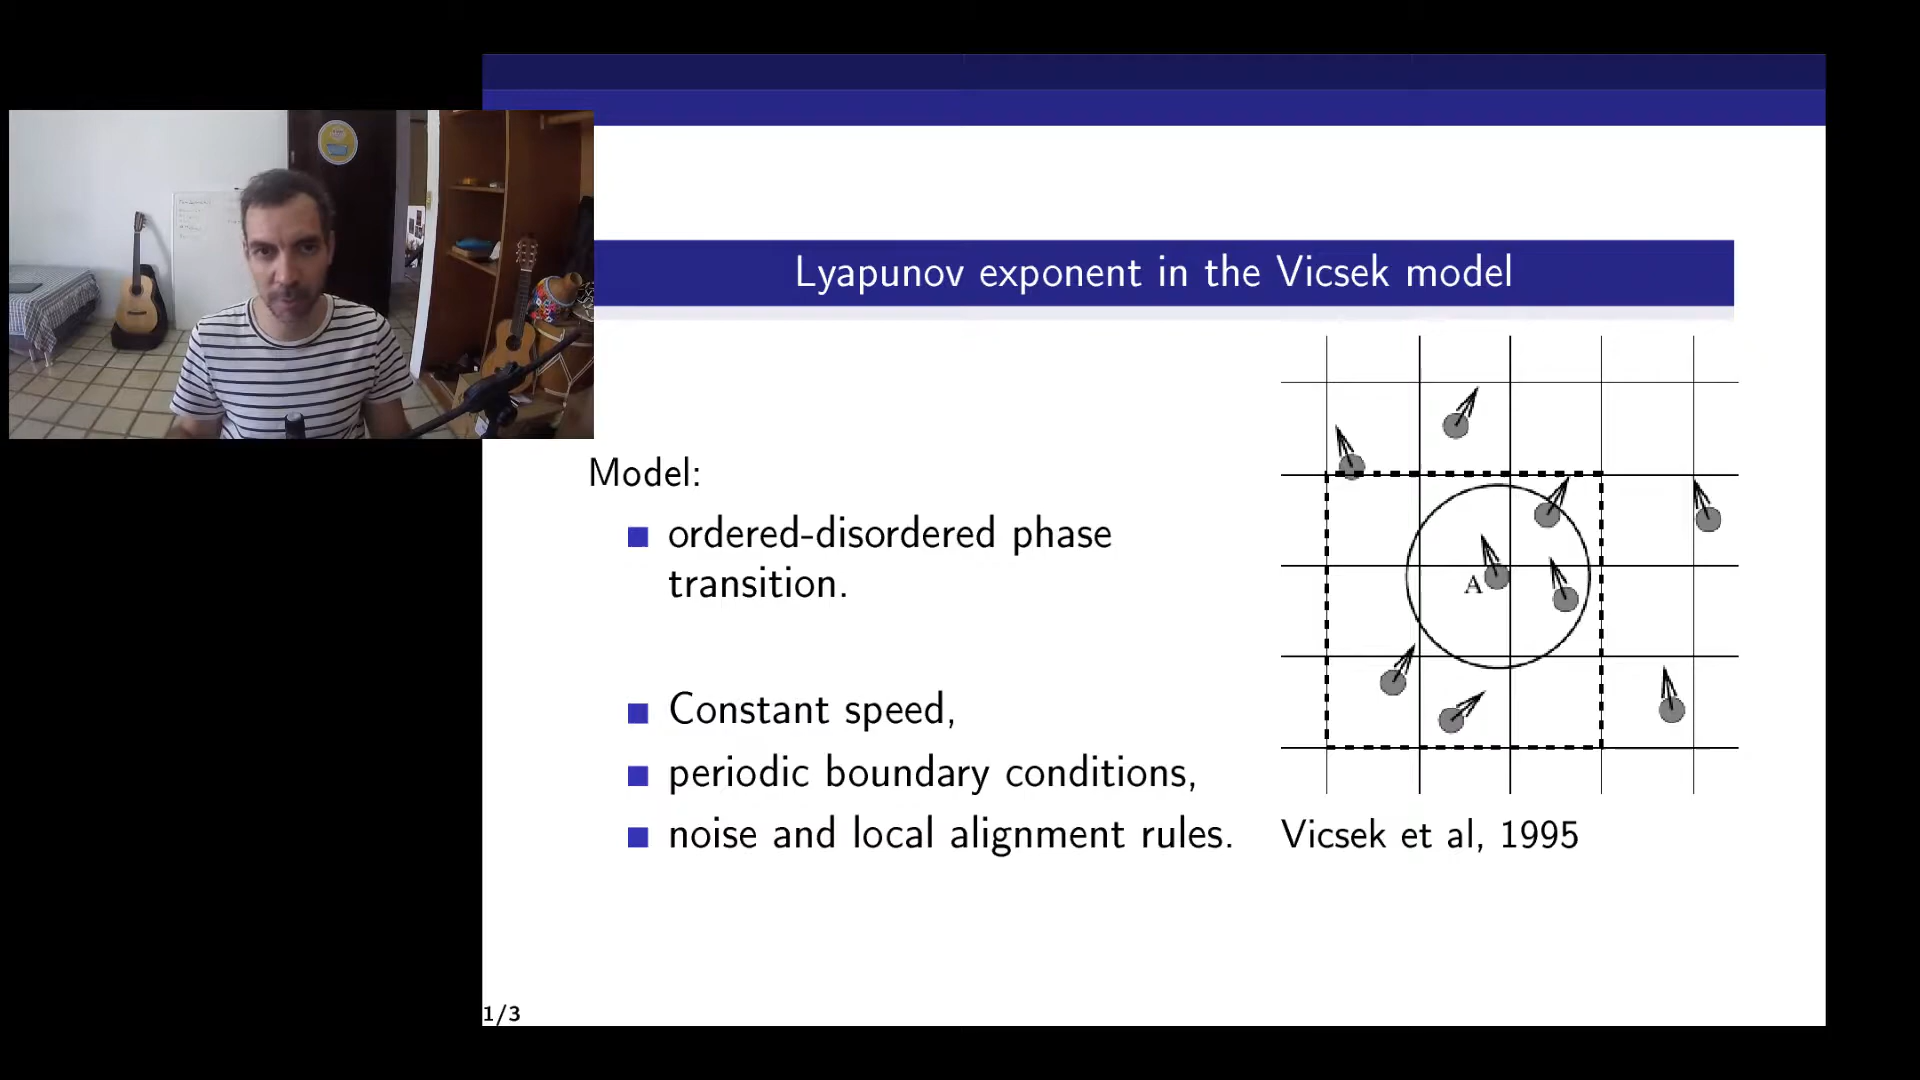 Lyapunov exponent in the Vicsek model
Model:
ordered-disordered phase
transition.
Constant speed,
periodic boundary conditions,
noise and local alignment rules.
A
Vicsek et al, 1995
1/3